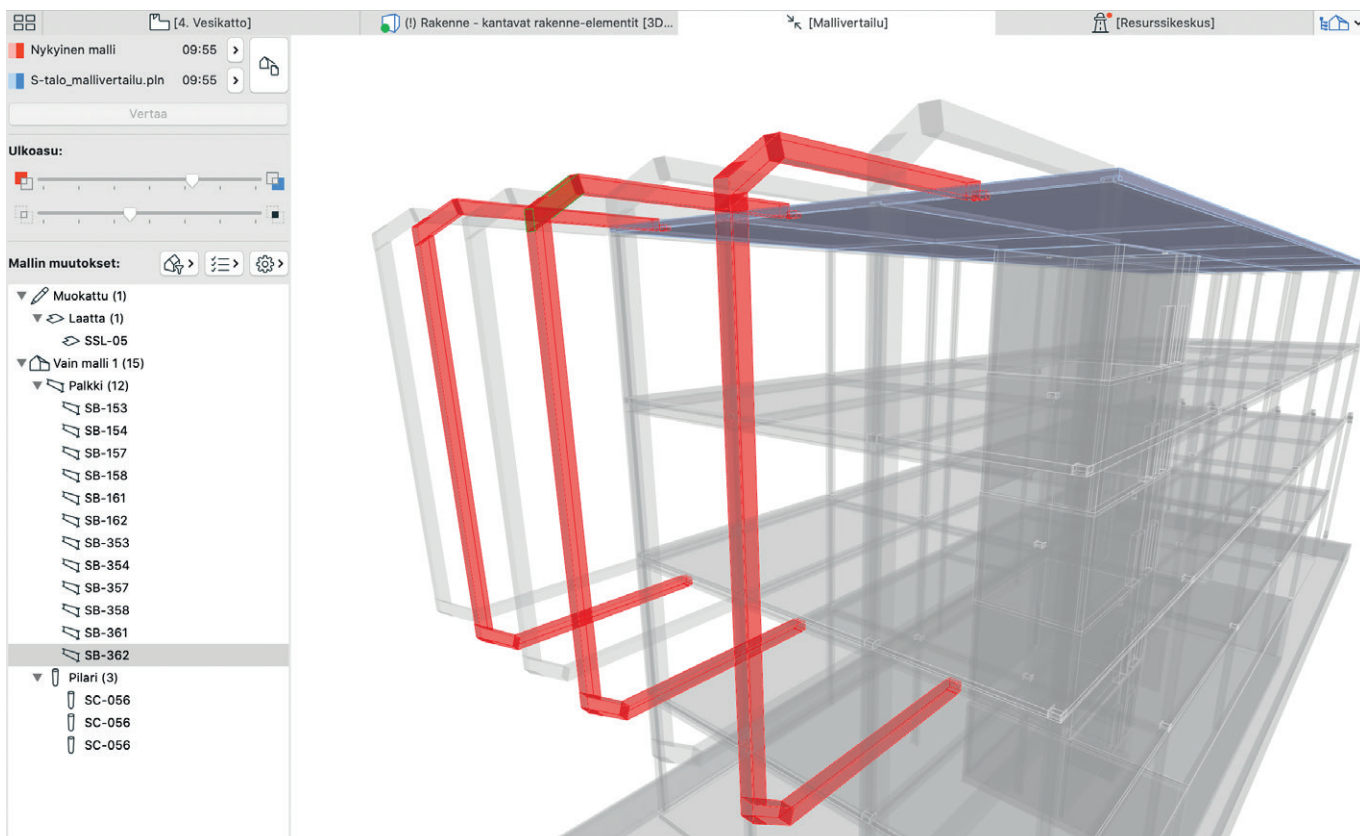 [4. Vesikatto]
(!) Rakenne - kantavat rakenne-elementit [3D...
[Mallivertailu]
[Resurssikeskus]
Nykyinen malli 09:55
S-talo_mallivertailu.pln 09:55
Vertaa
Ulkoasu:
Mallin muutokset:
Muokattu (1)
Laatta (1)
SSL-05
Vain malli 1 (15)
Palkki (12)
SB-153
SB-154
SB-157
SB-158
SB-161
SB-162
SB-353
SB-354
SB-357
SB-358
SB-361
SB-362
Pilari (3)
SC-056
SC-056
SC-056